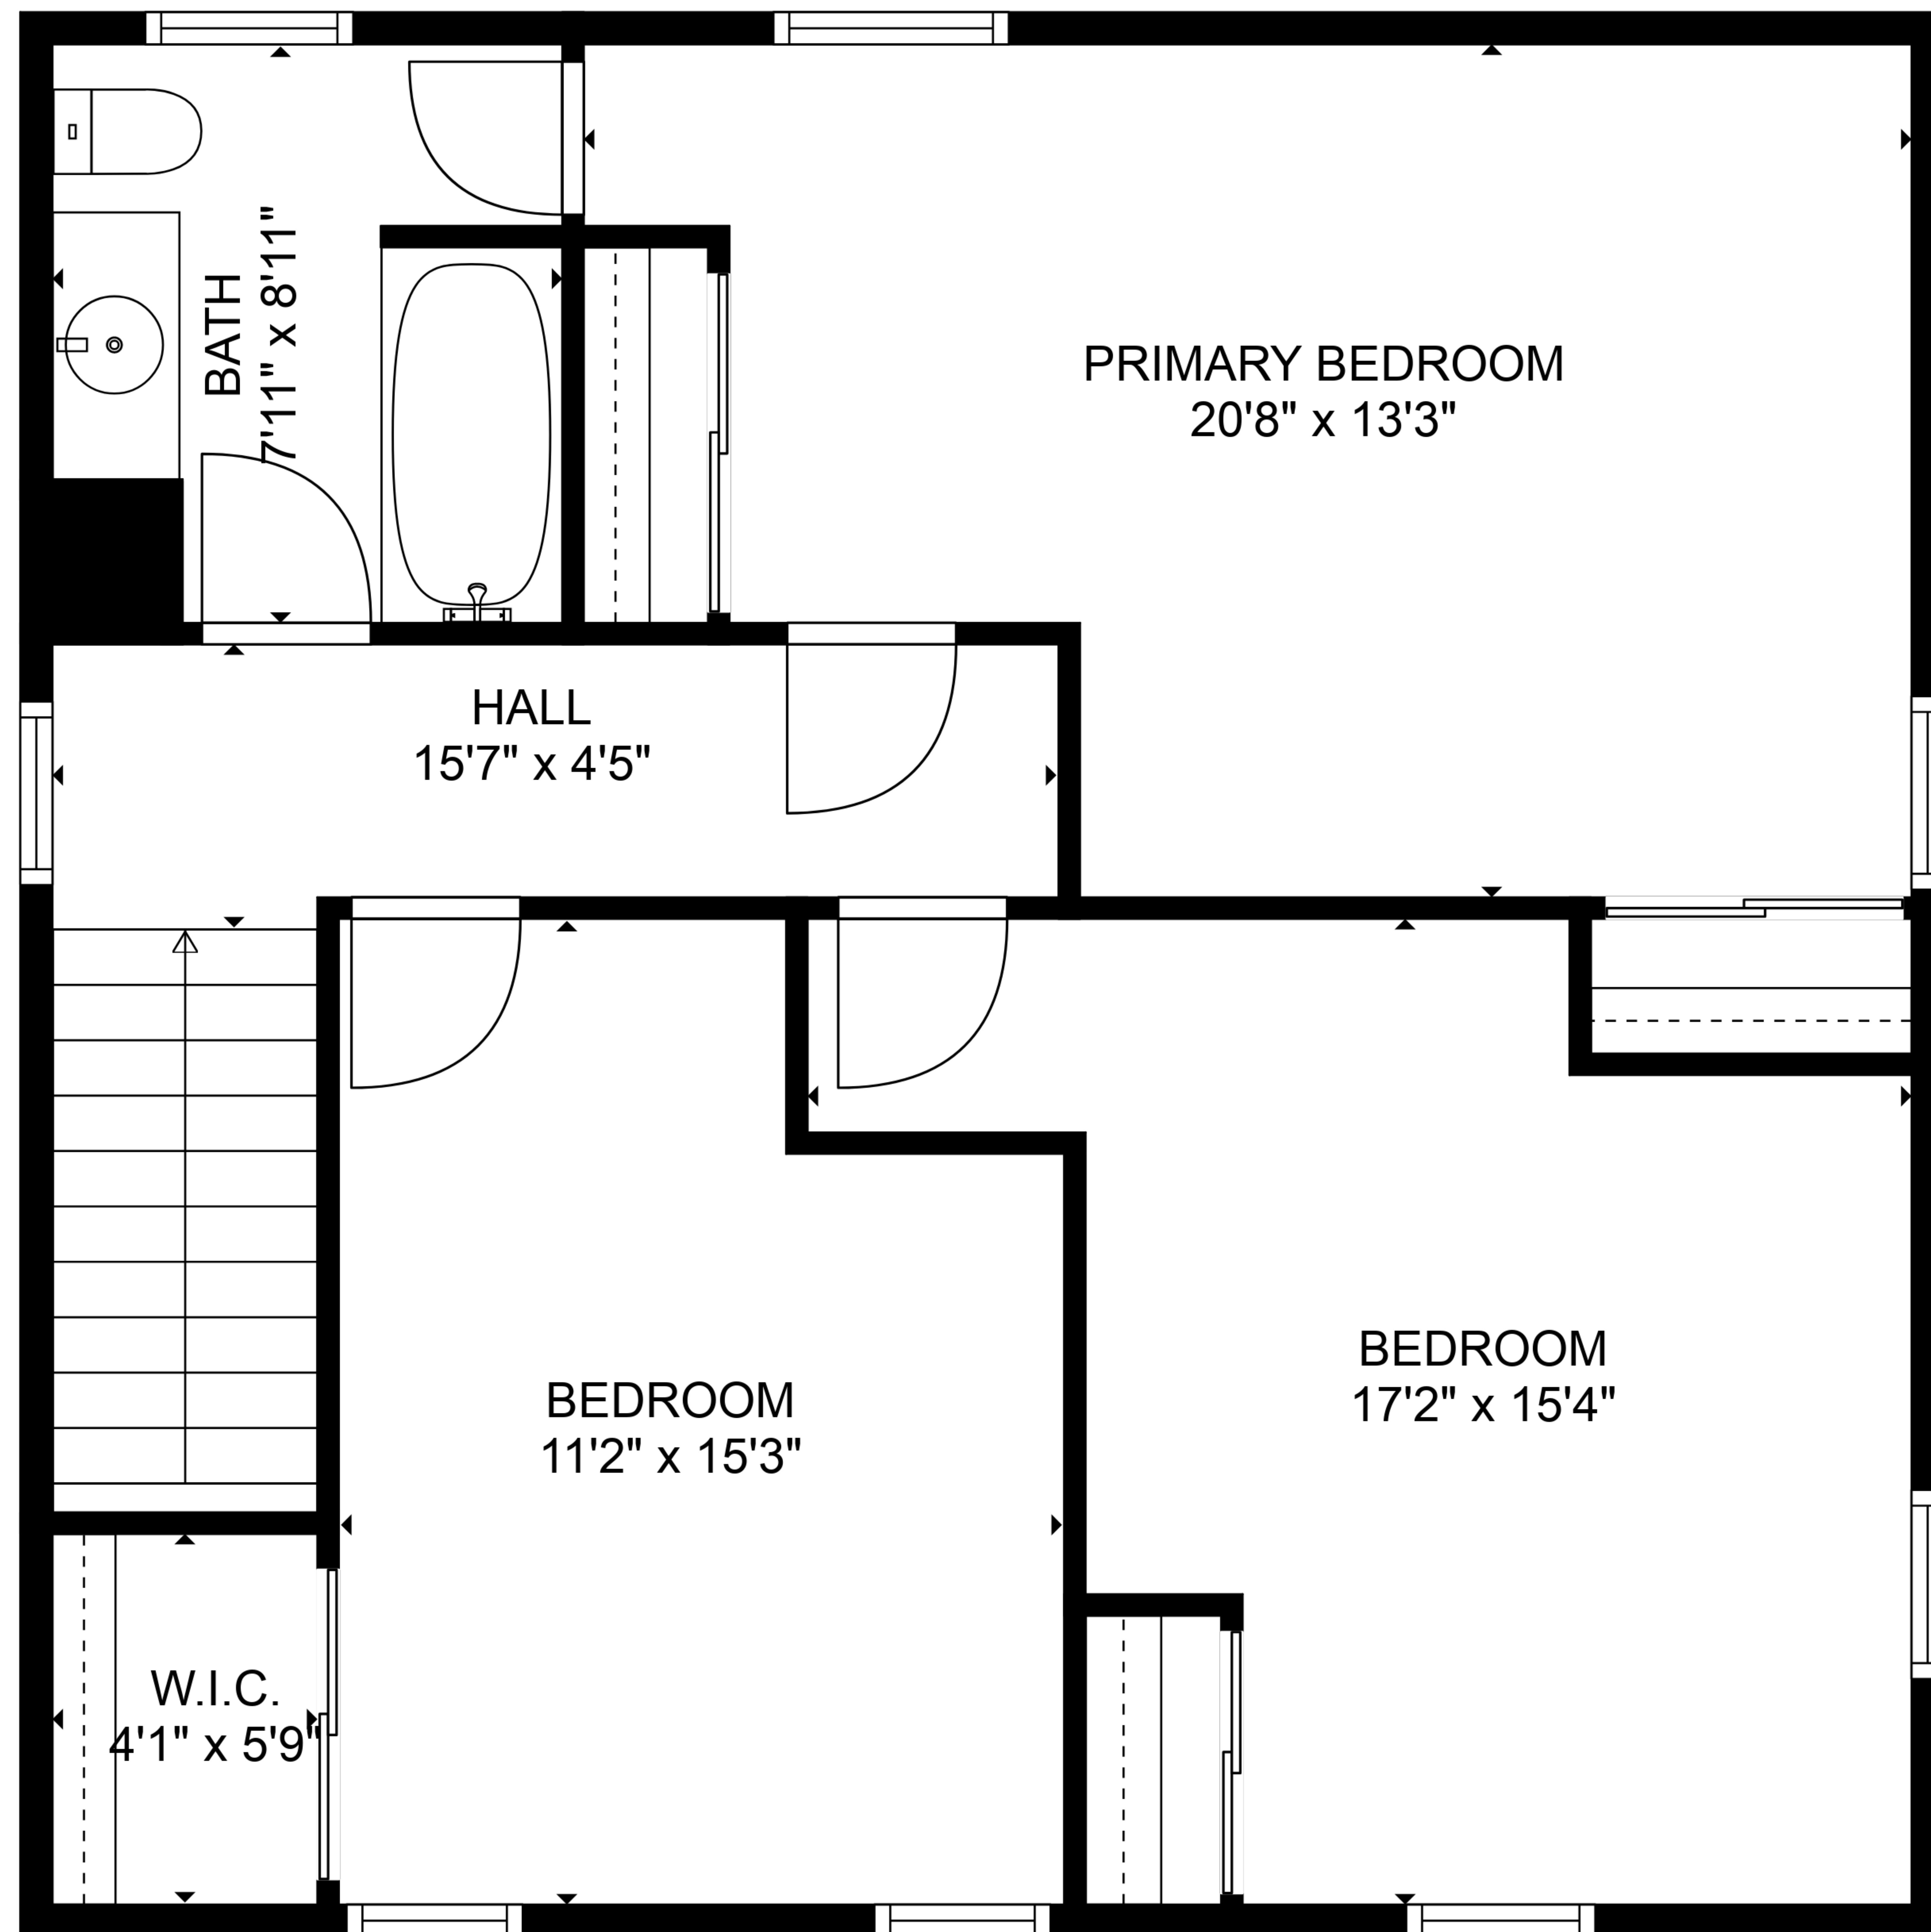 BATH
7'11" x 8'11"
PRIMARY BEDROOM
20'8" x 13'3"
HALL
15'7" x 4'5"
BEDROOM
17'2" x 15'4"
BEDROOM
11'2" x 15'3"
W.I.C.
4'1" x 5'9"